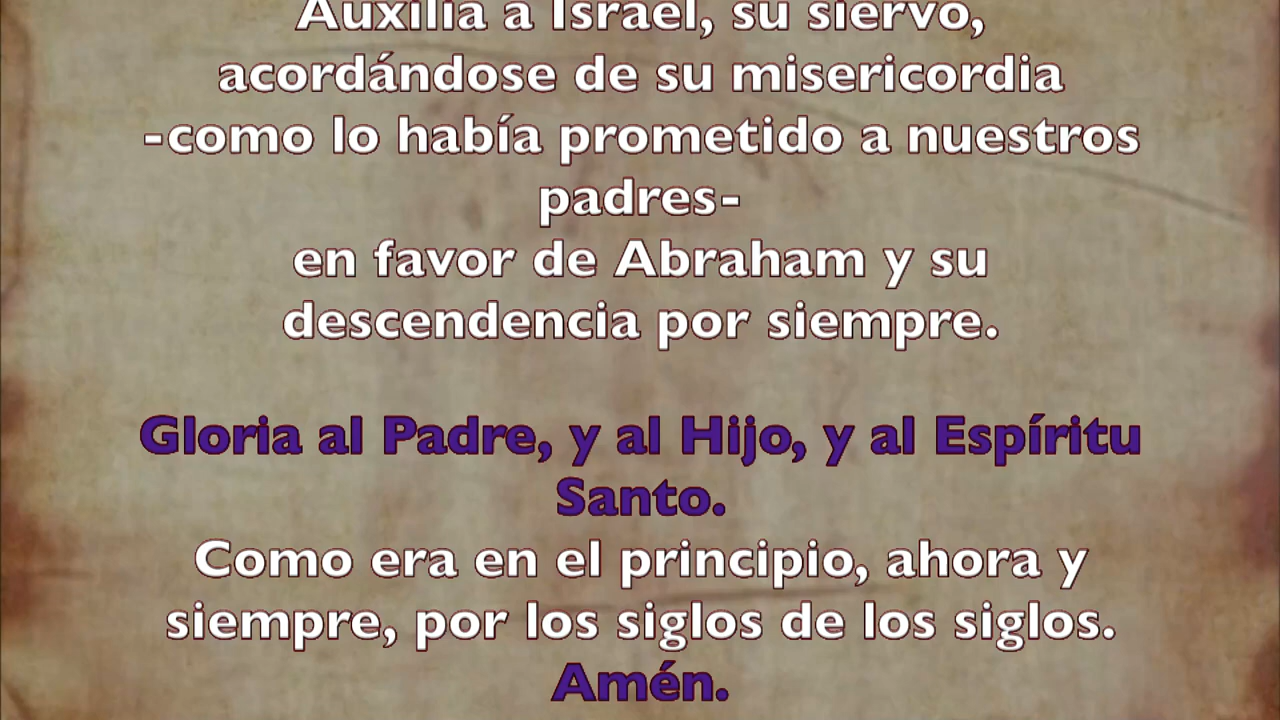 Auxilia a Israel, su siervo,
acordándose de su misericordia
-como lo había prometido a nuestros
padres-
en favor de Abraham y su
descendencia por siempre.
Gloria al Padre, y al Hijo, y al Espíritu
Santo.
Como era en el principio, ahora y
siempre, por los siglos de los siglos.
Amén.